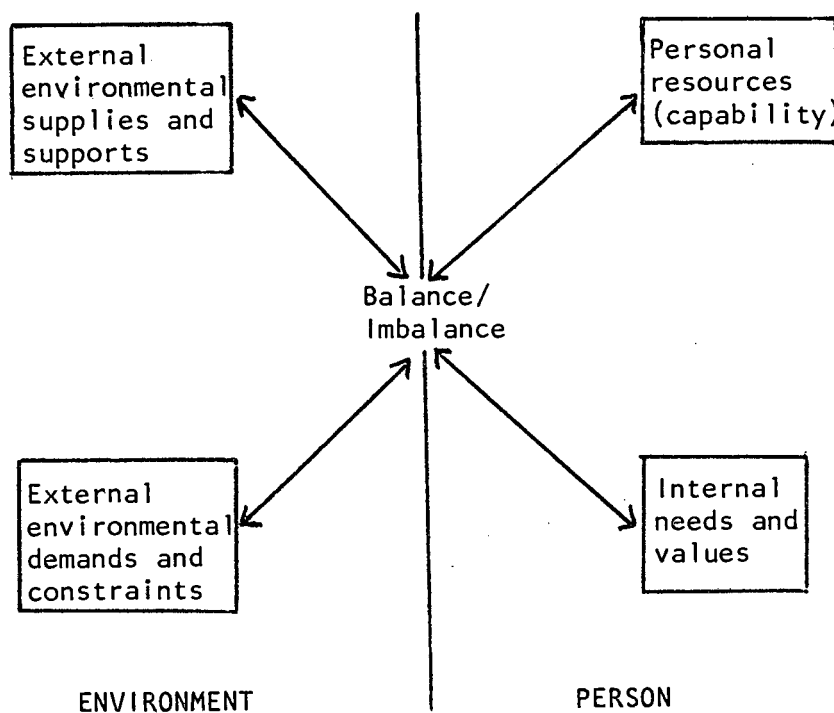 External
environmental
supplies and
supports
Personal
resources
(capability)
Balance/
Imbalance
External
environmental
demands and
constraints
Internal
needs and
values
ENVIRONMENT
PERSON